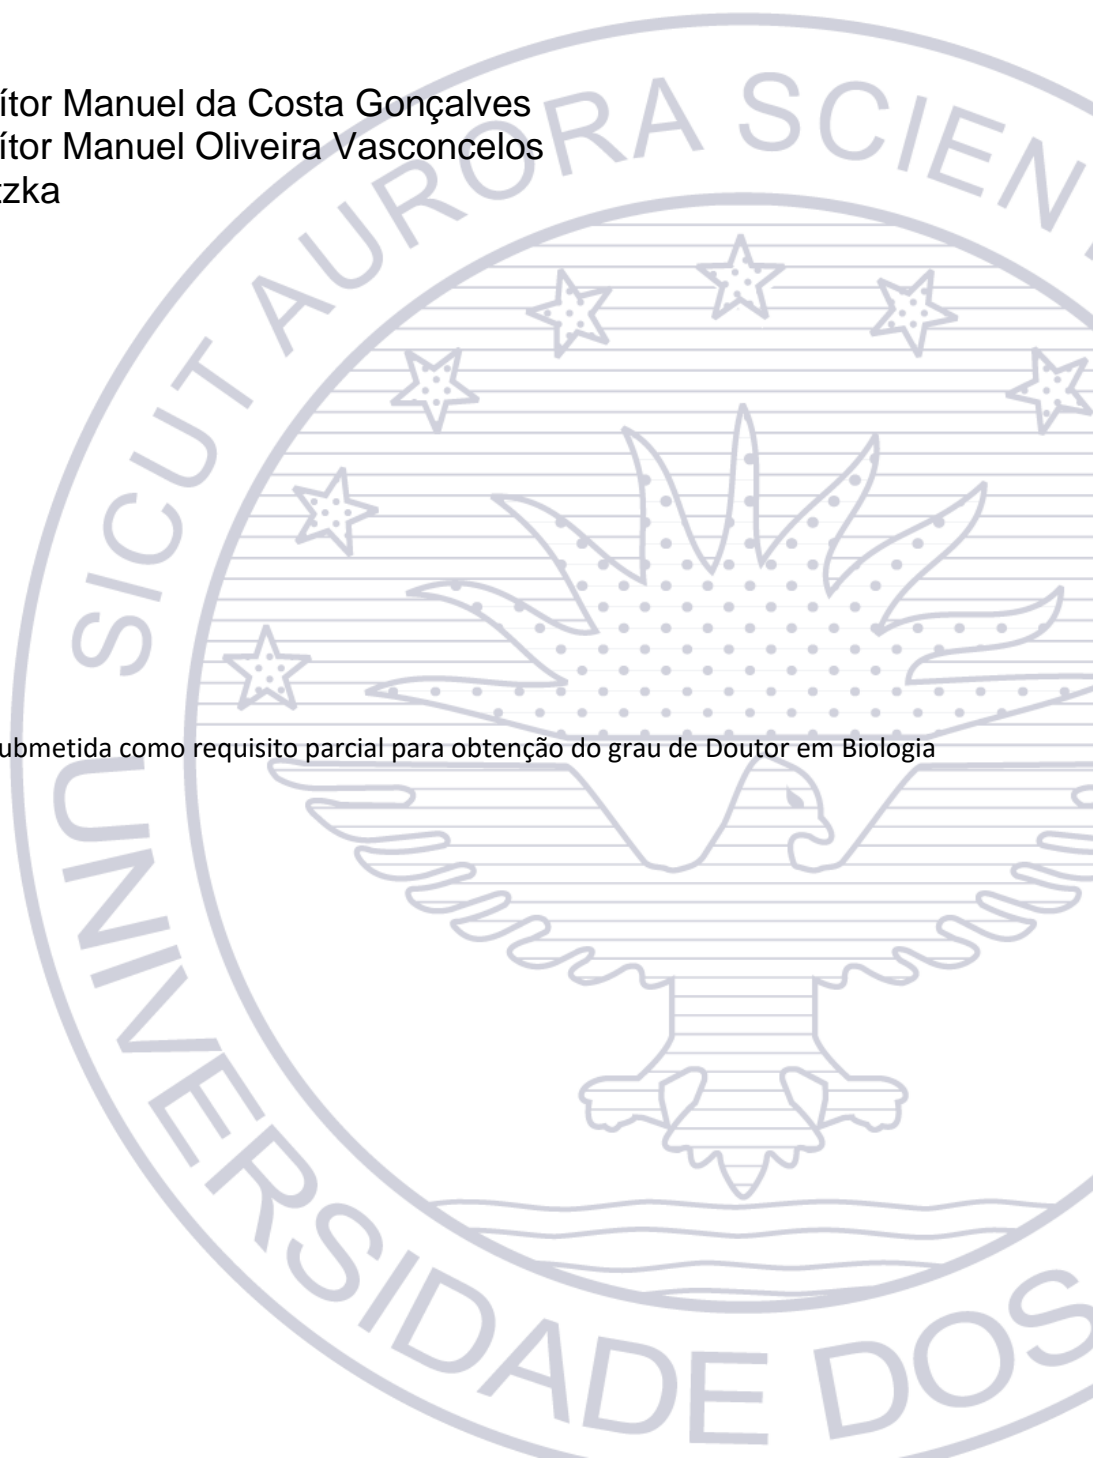 ítor Manuel da Costa Gonçalves
ítor Manuel Oliveira Vasconcelos
tzka
ubmetida como requisito parcial para obtenção do grau de Doutor em Biologia
SICUT AURORA SCIEN
UNIVERSIDADE DOS